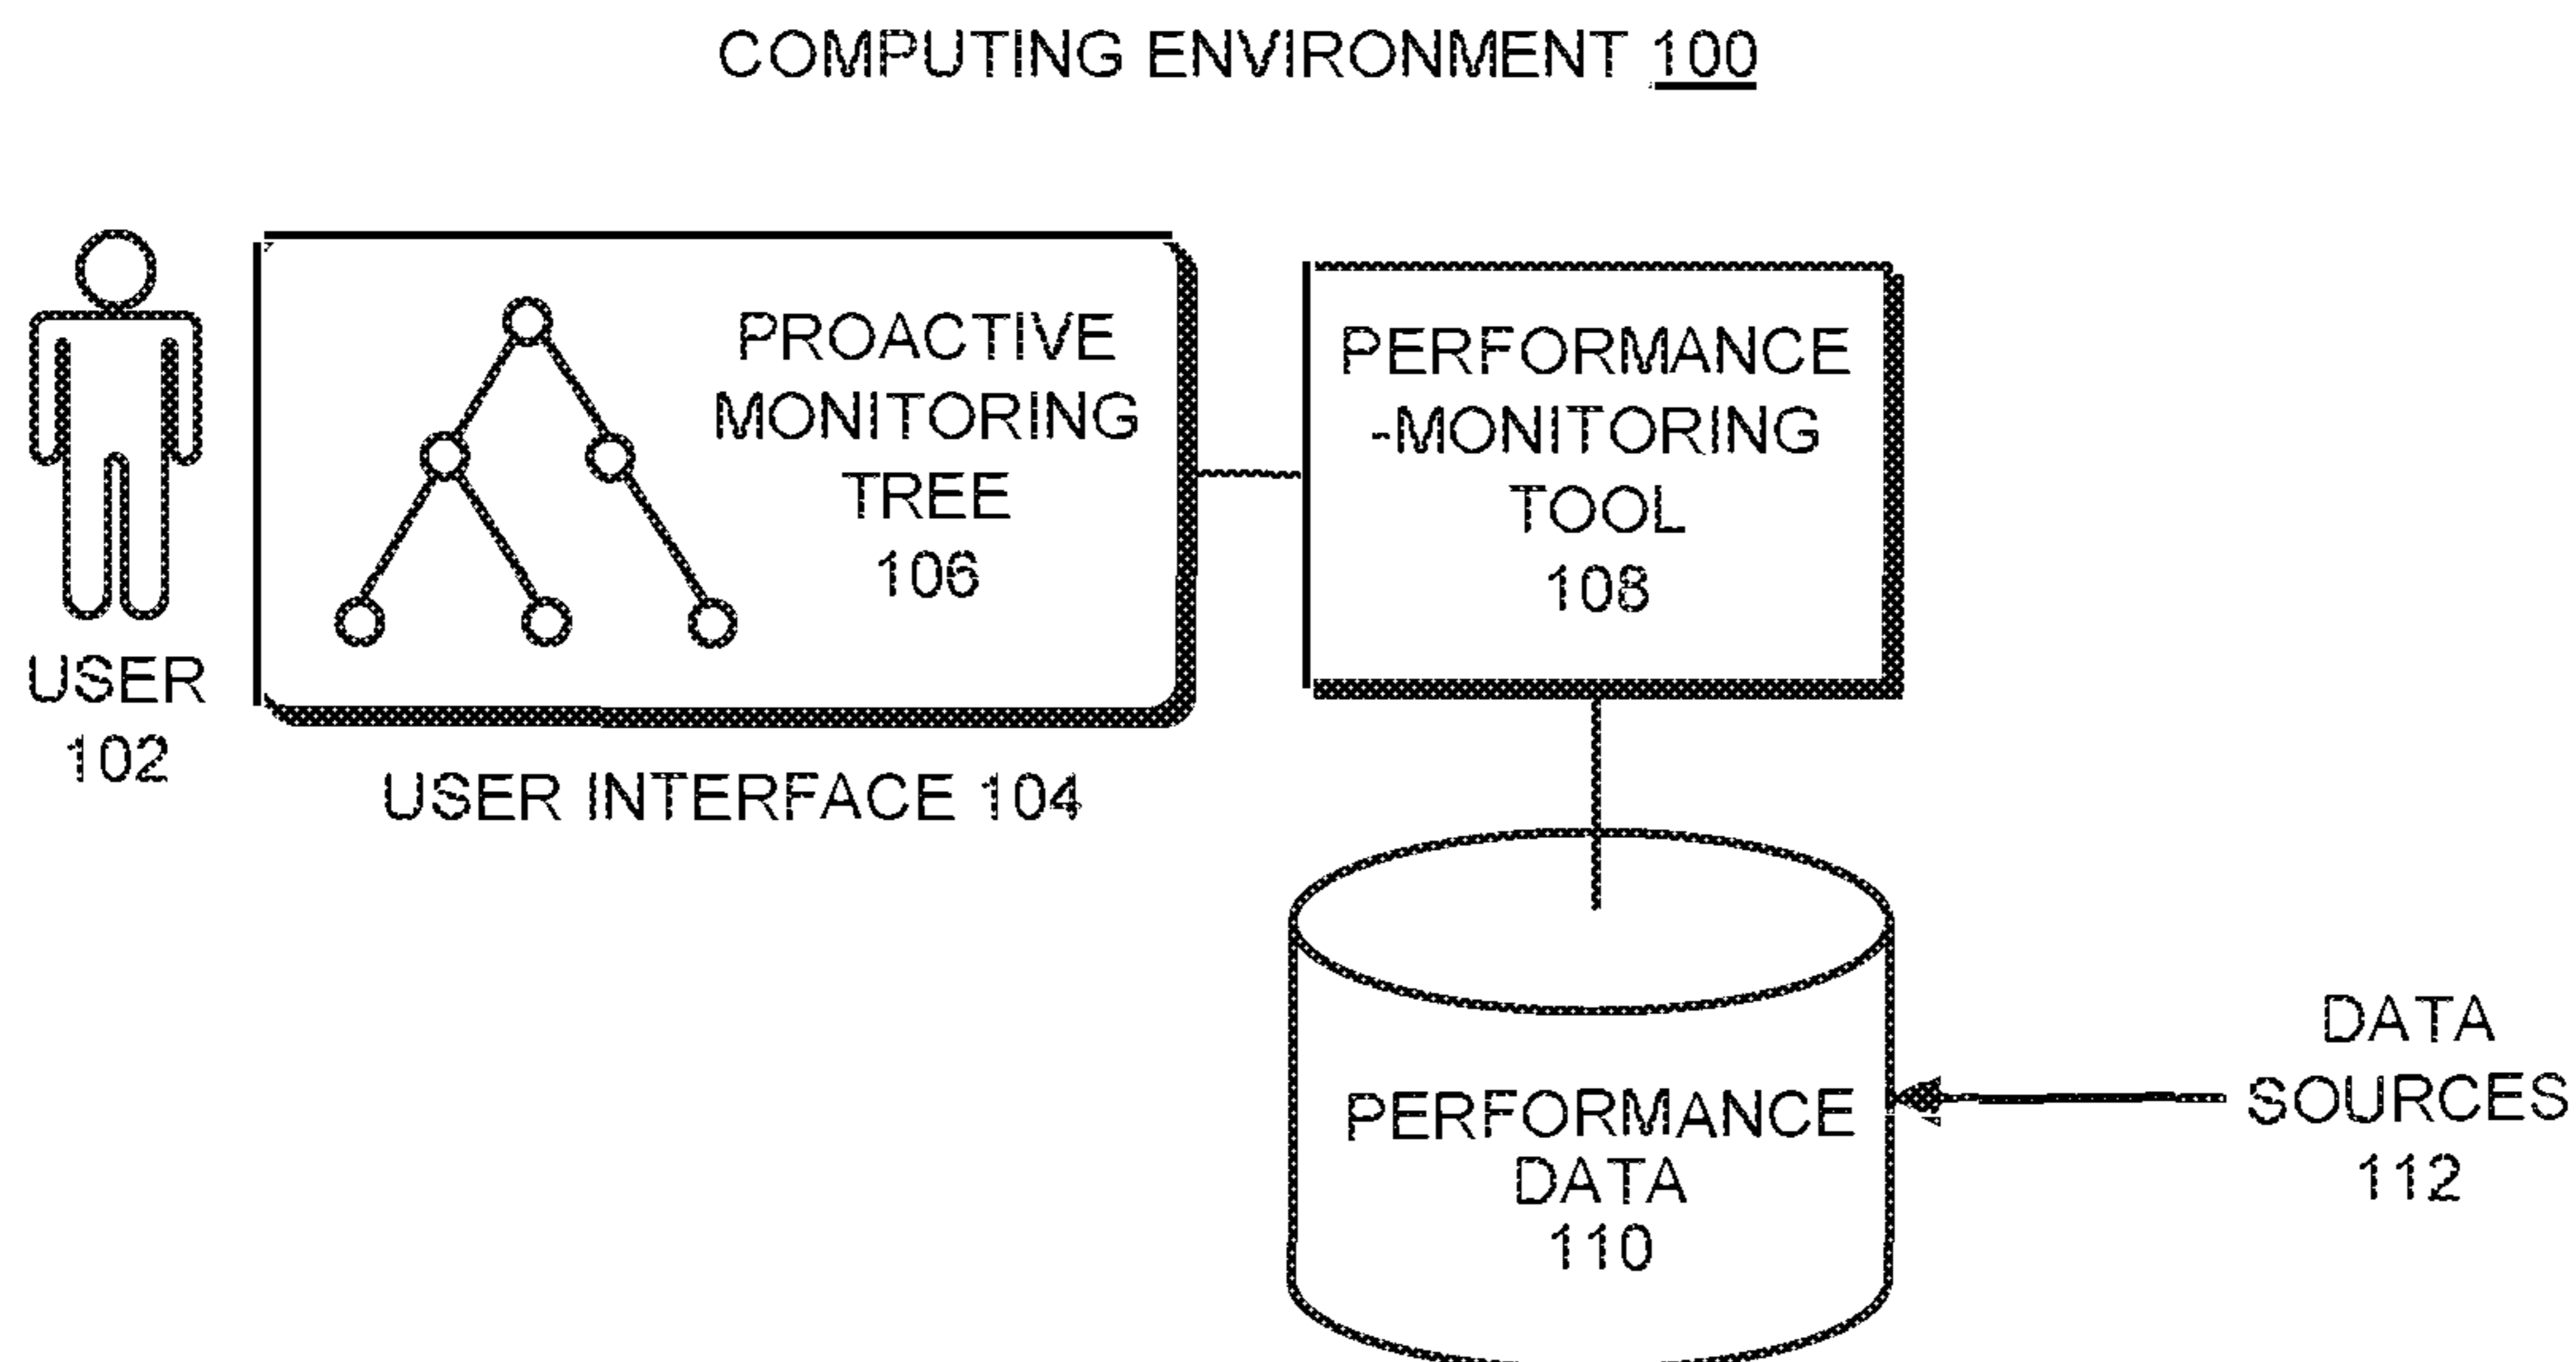 COMPUTING ENVIRONMENT 100
USER
102
PROACTIVE
MONITORING
TREE
106
USER INTERFACE 104
PERFORMANCE
-MONITORING
TOOL
108
PERFORMANCE
DATA
110
DATA
SOURCES
112